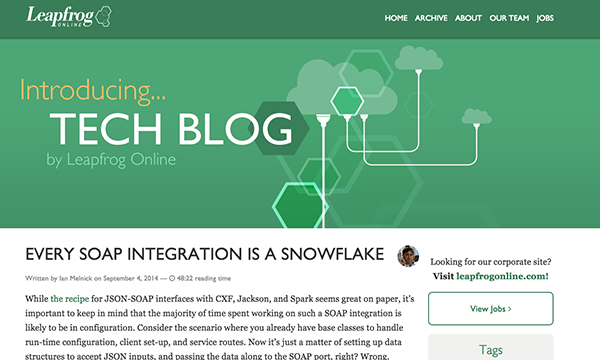 Leapfrog
ONLINE
HOME ARCHIVE ABOUT OUR TEAM JOBS
Introducing...
TECH BLOG
by Leapfrog Online
EVERY SOAP INTEGRATION IS A SNOWFLAKE
Written by Ian Melnick on September 4, 2014 — 48:22 reading time
While the recipe for JSON-SOAP interfaces with CXF, Jackson, and Spark seems great on paper, it's
important to keep in mind that the majority of time spent working on such a SOAP integration is
likely to be in configuration. Consider the scenario where you already have base classes to handle
run-time configuration, client set-up, and service routes. Now it's just a matter of setting up data
structures to accept JSON inputs, and passing the data along to the SOAP port, right? Wrong.
Looking for our corporate site?
Visit leapfrogonline.com!
View Jobs ›
Tags